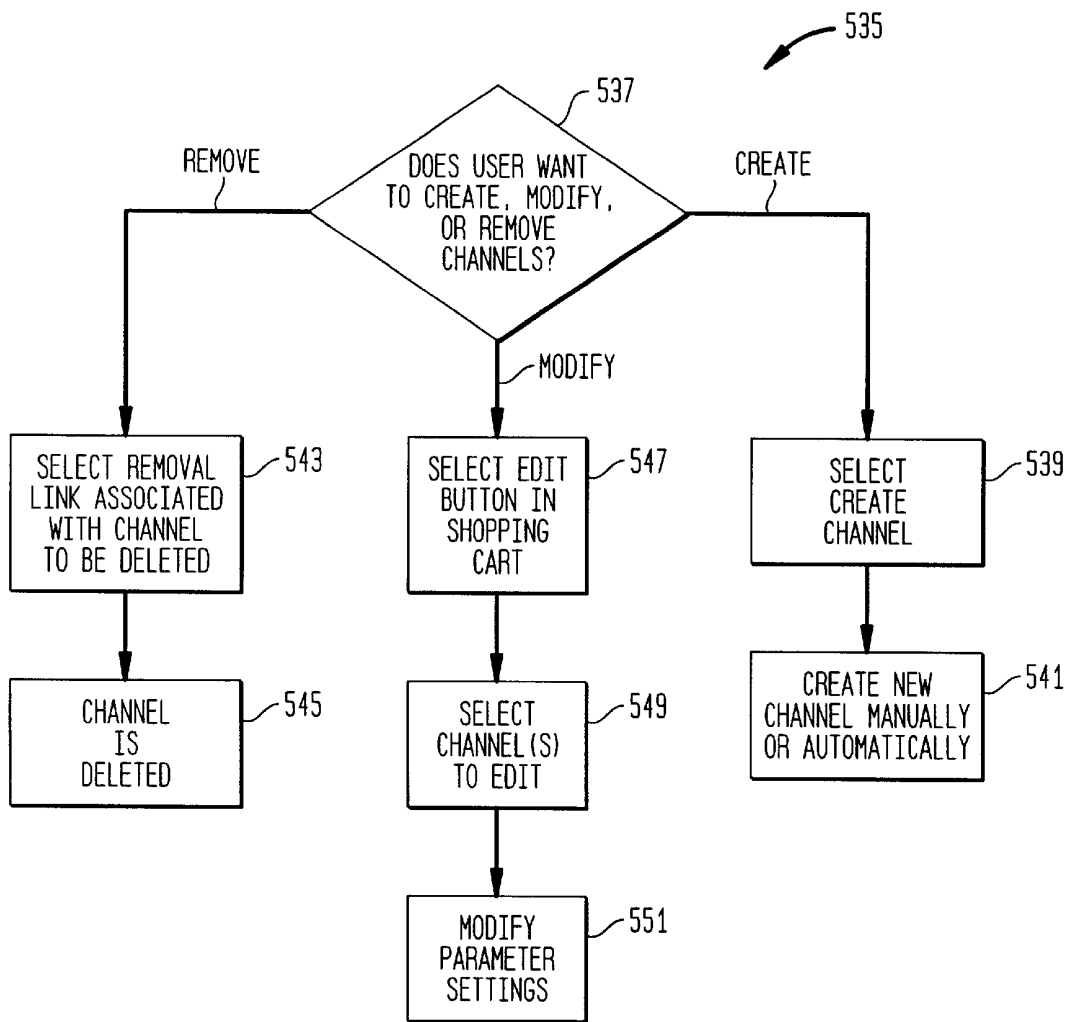 535
537
DOES USER WANT
TO CREATE, MODIFY,
OR REMOVE
CHANNELS?
REMOVE
CREATE
MODIFY
SELECT REMOVAL
LINK ASSOCIATED
WITH CHANNEL
TO BE DELETED
543
SELECT EDIT
BUTTON IN
SHOPPING
CART
547
SELECT
CREATE
CHANNEL
539
CHANNEL
IS
DELETED
545
SELECT
CHANNEL(S)
TO EDIT
549
CREATE NEW
CHANNEL MANUALLY
OR AUTOMATICALLY
541
MODIFY
PARAMETER
SETTINGS
551